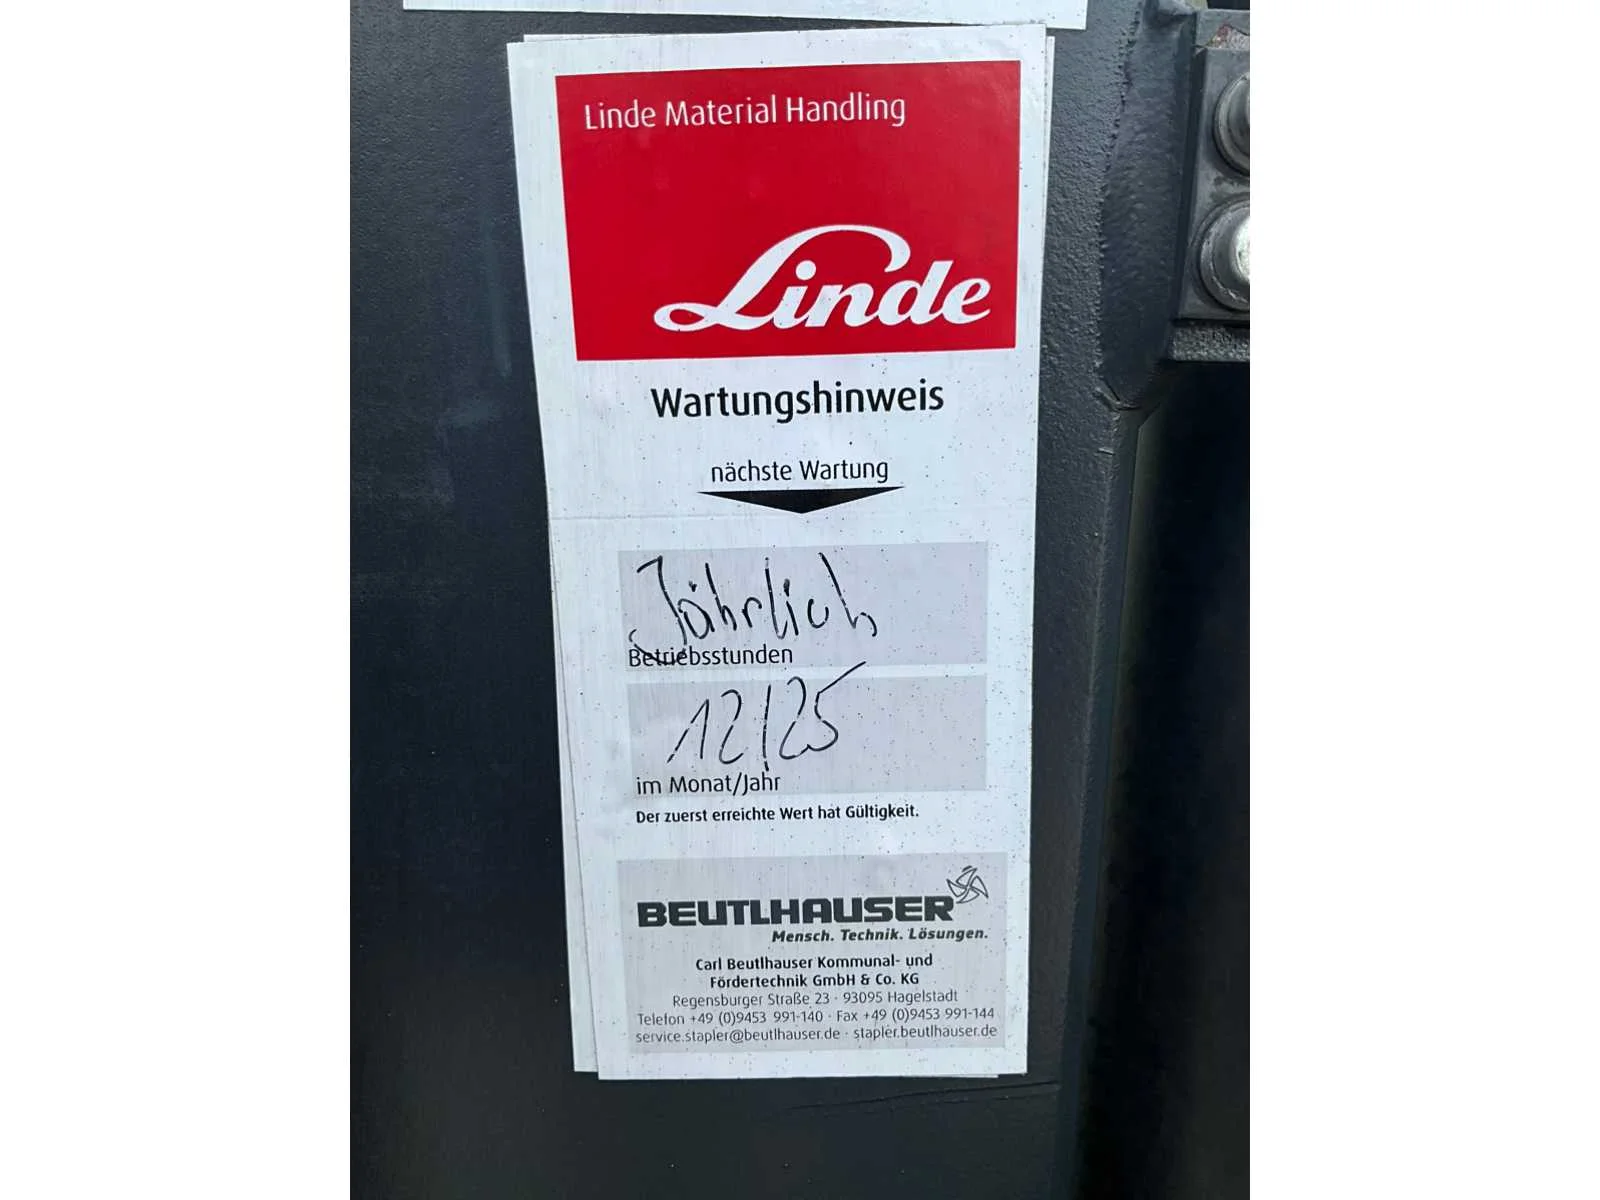 Linde Material Handling
Linde
Wartungshinweis
nächste Wartung
Jährlich
Betriebsstunden
12/25
im Monat/Jahr
Der zuerst erreichte Wert hat Gültigkeit.
BEUTLHAUSER
Mensch. Technik. Lösungen.
Carl Beutlhauser Kommunal- und
Fördertechnik GmbH & Co. KG
Regensburger Straße 23 · 93095 Hagelstadt
Telefon +49 (0)9453 991-140 · Fax +49 (0)9453 991-144
service.stapler@beutlhauser.de · stapler.beutlhauser.de